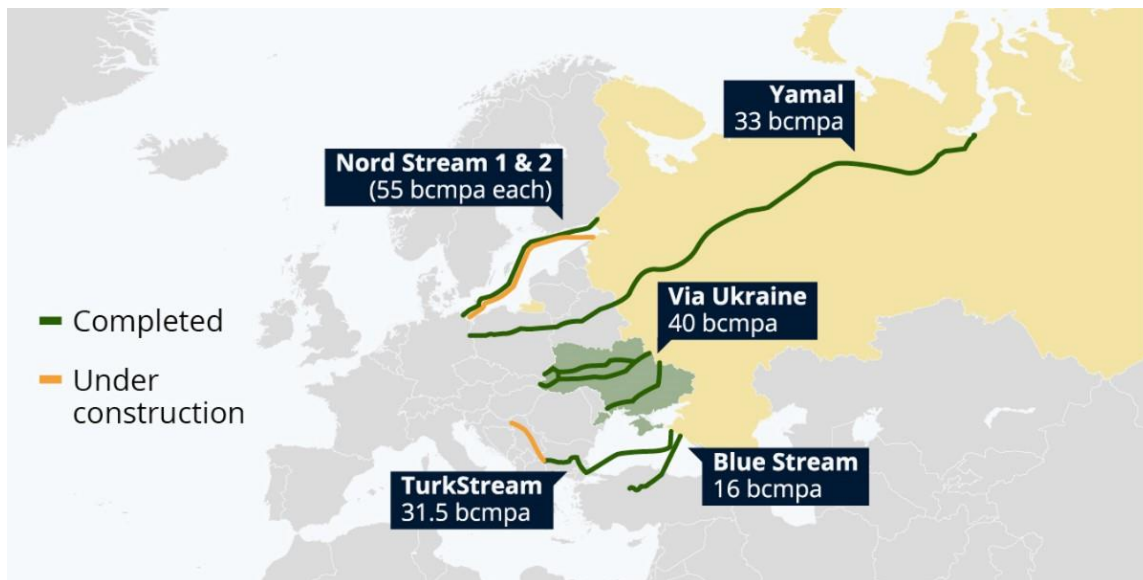 Yamal
33 bcmpa
Nord Stream 1 & 2
(55 bcmpa each)
Via Ukraine
40 bcmpa
Completed
Under
construction
TurkStream
31.5 bcmpa
Blue Stream
16 bcmpa